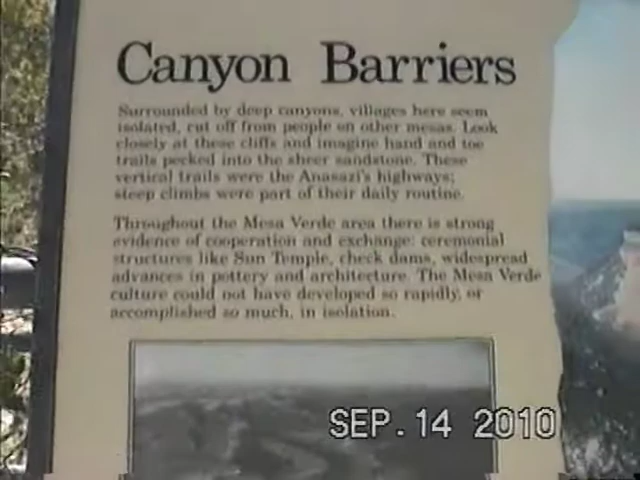 Canyon Barriers
Surrounded by deep canyons, villages here seem
isolated, cut off from people on other mesas. Look
closely at these cliffs and imagine hand and toe
trails pecked into the sheer sandstone. These
vertical trails were the Anasazi's highways;
steep climbs were part of their daily routine.
Throughout the Mesa Verde area there is strong
evidence of cooperation and exchange: ceremonial
structures like Sun Temple, check dams, widespread
advances in pottery and architecture. The Mesa Verde
culture could not have developed so rapidly, or
accomplished so much, in isolation.
SEP. 14 2010